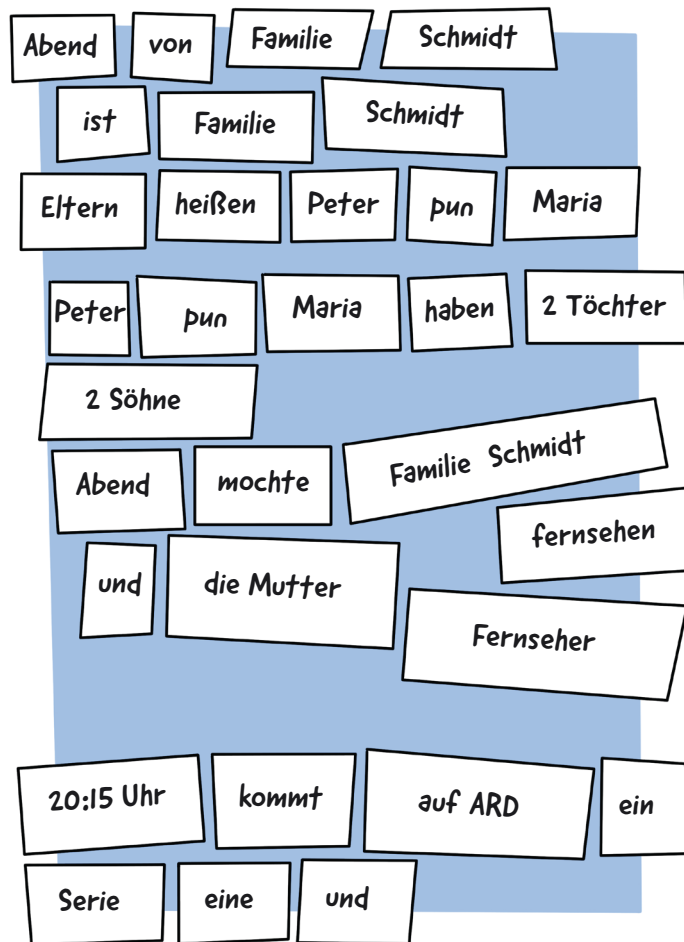 Abend von Familie Schmidt
ist Familie Schmidt
Eltern heißen Peter pun Maria
Peter pun Maria haben 2 Töchter
2 Söhne
Abend mochte Familie Schmidt
fernsehen
und die Mutter
Fernseher
20:15 Uhr kommt auf ARD ein
Serie eine und